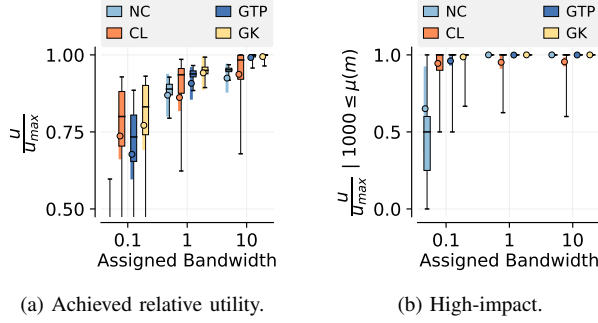 NC GTP
CL GK
1.00
0.75
0.50
u
u_max
0.1 1 10
Assigned Bandwidth
(a) Achieved relative utility.
NC GTP
CL GK
1.0
0.5
0.0
u
u_max | 1000 ≤ μ(m)
0.1 1 10
Assigned Bandwidth
(b) High-impact.